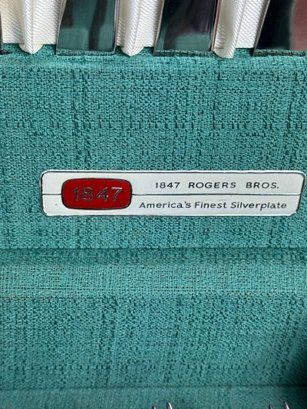 1847
1847 ROGERS BROS.
America's Finest Silverplate